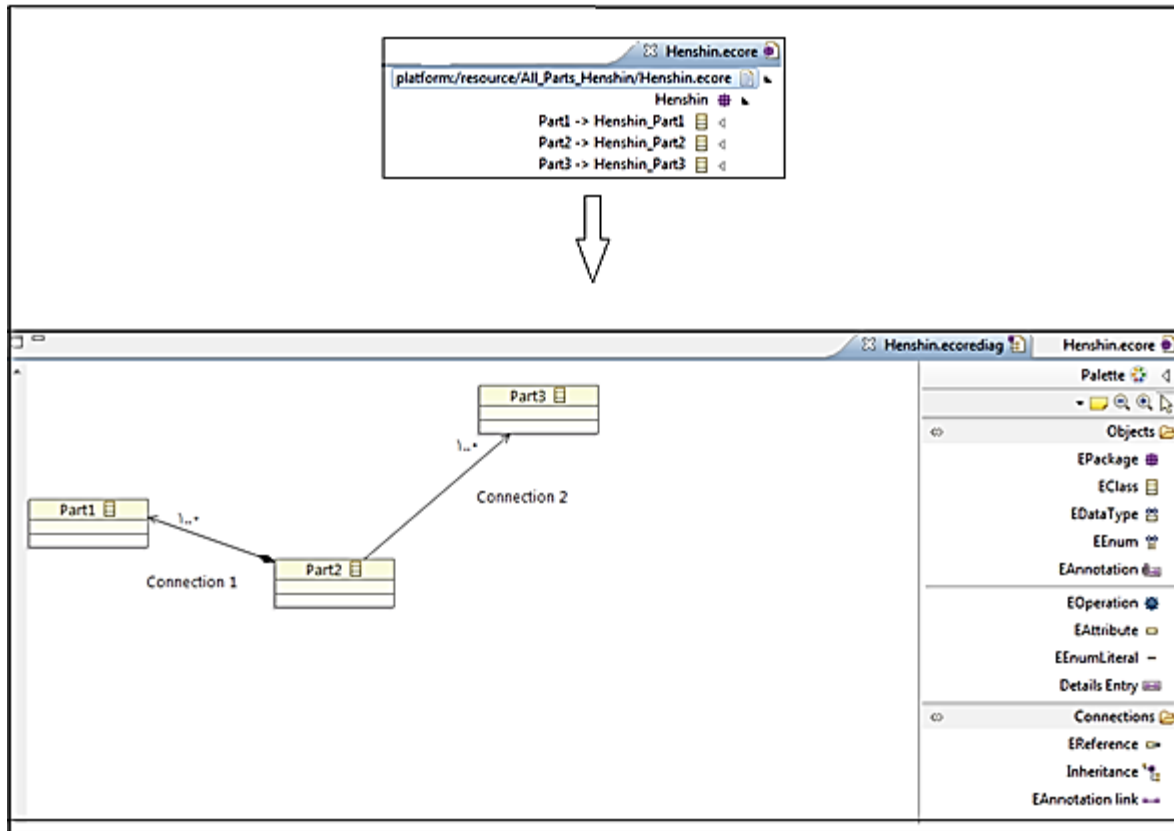 Henshin.ecore
platform:/resource/All_Parts_Henshin/Henshin.ecore
Henshin
Part1 -> Henshin_Part1
Part2 -> Henshin_Part2
Part3 -> Henshin_Part3
Henshin.ecorediag
Henshin.ecore
Palette
Part3
Objects
1..*
EPackage
Connection 2
EClass
Part1
1..*
EDataType
EEnum
Part2
EAnnotation
Connection 1
EOperation
EAttribute
EEnumLiteral
Details Entry
Connections
EReference
Inheritance
EAnnotation link